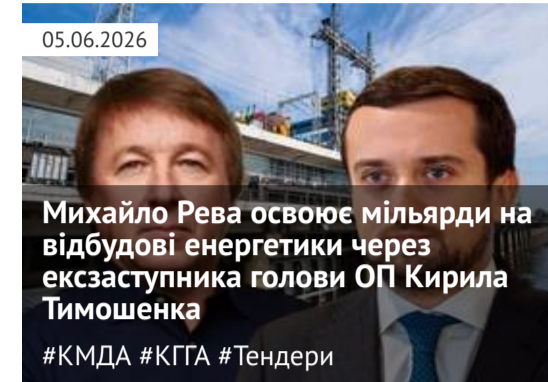 05.06.2026
Михайло Рева освоює мільярди на
відбудові енергетики через
ексзаступника голови ОП Кирила
Тимошенка
#КМДА #КГГА #Тендери